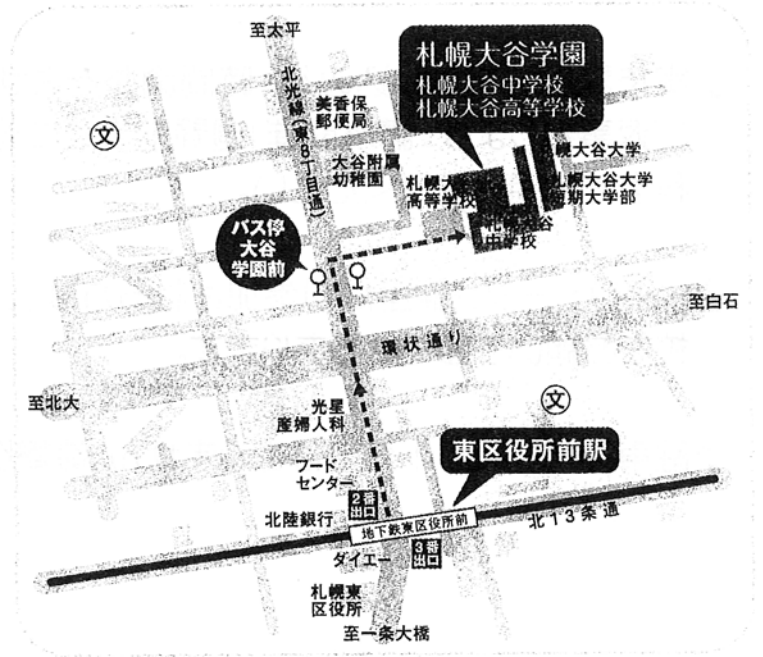 至太平
札幌大谷学園
札幌大谷中学校
札幌大谷高等学校
北光線(東8丁目通)
美香保
郵便局
文
大谷附属
幼稚園
札幌大谷
高等学校
幌大谷大学
札幌大谷大学
短期大学部
札幌大谷
中学校
バス停
大谷
学園前
至白石
環状通り
至北大
光星
産婦人科
文
東区役所前駅
フード
センター
2番
出口
北陸銀行
地下鉄東区役所前
北13条通
ダイエー
3番
出口
札幌東
区役所
至一条大橋